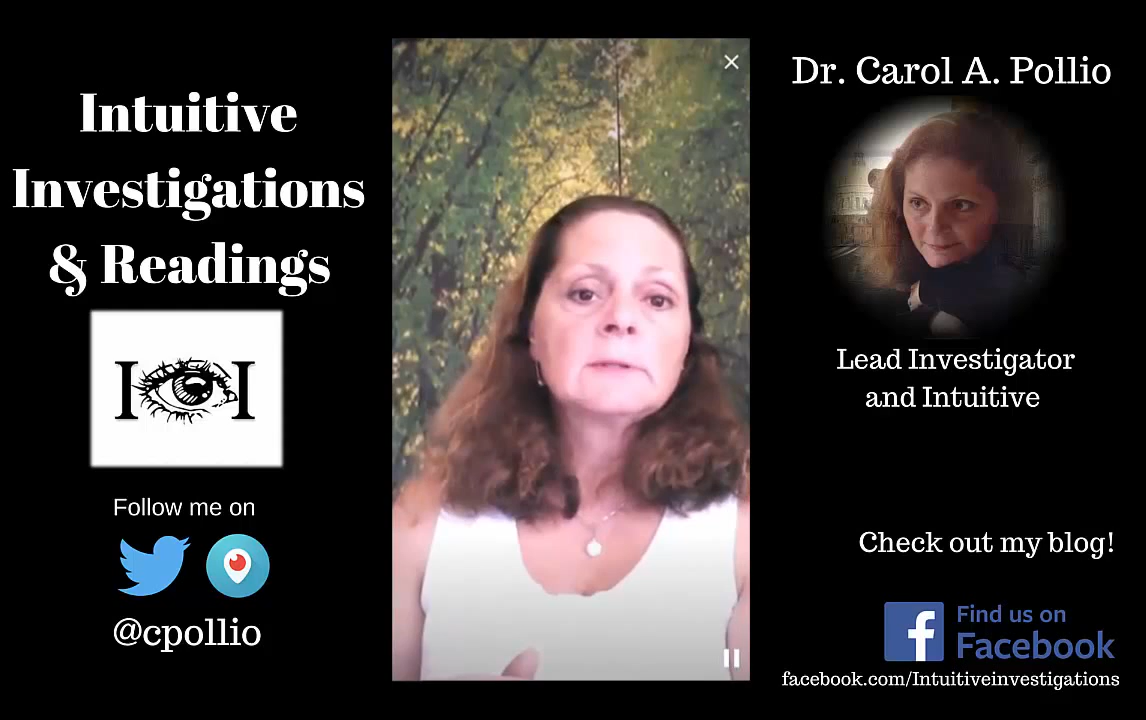 Intuitive
Investigations
& Readings
I I
Follow me on
@cpollio
Dr. Carol A. Pollio
Lead Investigator
and Intuitive
Check out my blog!
f
Find us on
Facebook
facebook.com/Intuitiveinvestigations